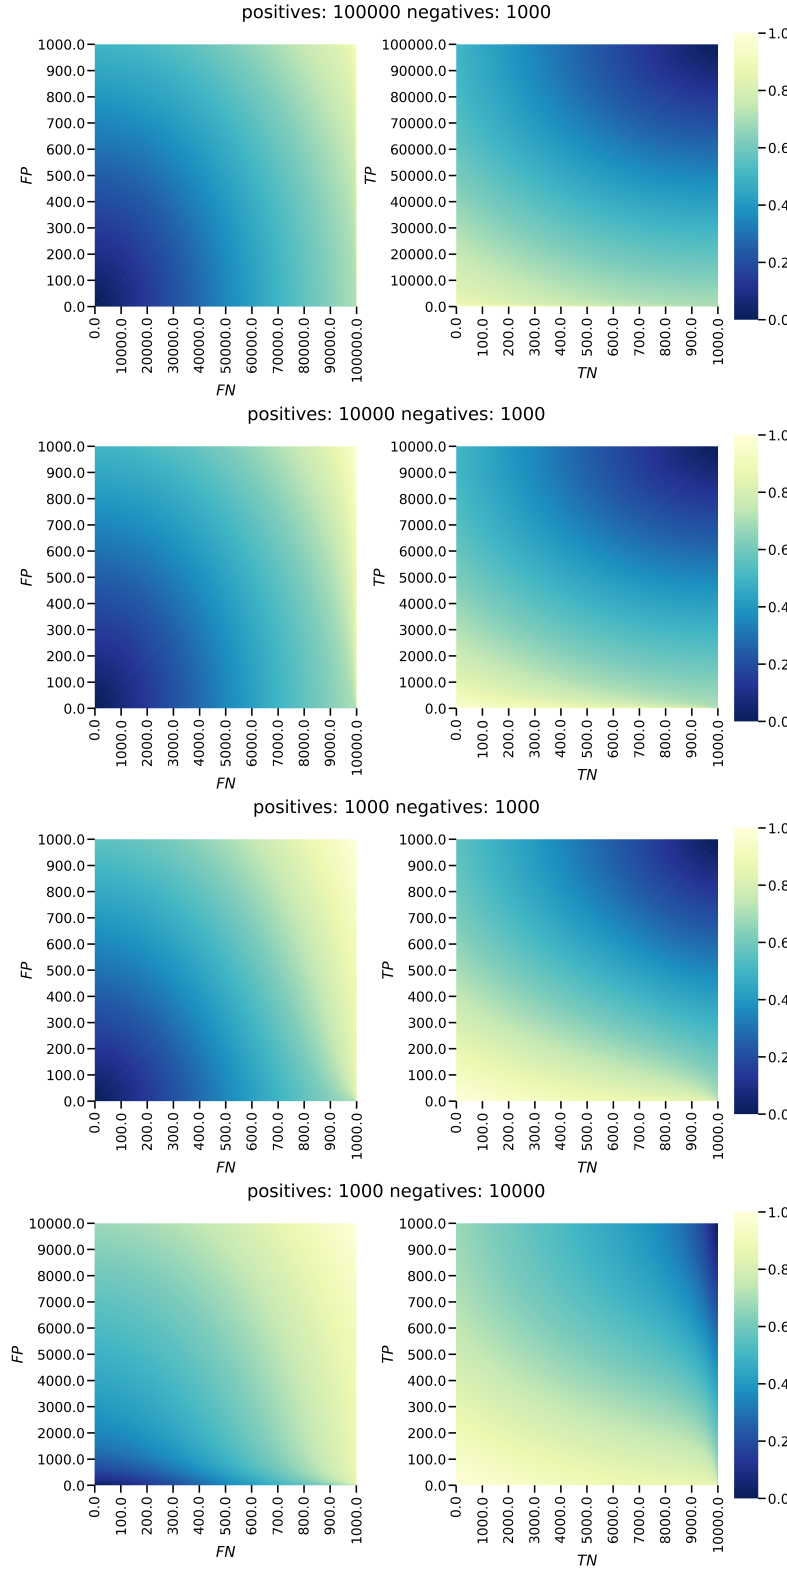 positives: 100000 negatives: 1000
1000.0 900.0 800.0 700.0 600.0 500.0 400.0 300.0 200.0 100.0 0.0
FP
0.0 10000.0 20000.0 30000.0 40000.0 50000.0 60000.0 70000.0 80000.0 90000.0 100000.0
FN
100000.0 90000.0 80000.0 70000.0 60000.0 50000.0 40000.0 30000.0 20000.0 10000.0 0.0
TP
0.0 100.0 200.0 300.0 400.0 500.0 600.0 700.0 800.0 900.0 1000.0
TN
1.0 0.8 0.6 0.4 0.2 0.0
positives: 10000 negatives: 1000
1000.0 900.0 800.0 700.0 600.0 500.0 400.0 300.0 200.0 100.0 0.0
FP
0.0 1000.0 2000.0 3000.0 4000.0 5000.0 6000.0 7000.0 8000.0 9000.0 10000.0
FN
10000.0 9000.0 8000.0 7000.0 6000.0 5000.0 4000.0 3000.0 2000.0 1000.0 0.0
TP
0.0 100.0 200.0 300.0 400.0 500.0 600.0 700.0 800.0 900.0 1000.0
TN
1.0 0.8 0.6 0.4 0.2 0.0
positives: 1000 negatives: 1000
1000.0 900.0 800.0 700.0 600.0 500.0 400.0 300.0 200.0 100.0 0.0
FP
0.0 100.0 200.0 300.0 400.0 500.0 600.0 700.0 800.0 900.0 1000.0
FN
1000.0 900.0 800.0 700.0 600.0 500.0 400.0 300.0 200.0 100.0 0.0
TP
0.0 100.0 200.0 300.0 400.0 500.0 600.0 700.0 800.0 900.0 1000.0
TN
1.0 0.8 0.6 0.4 0.2 0.0
positives: 1000 negatives: 10000
10000.0 9000.0 8000.0 7000.0 6000.0 5000.0 4000.0 3000.0 2000.0 1000.0 0.0
FP
0.0 100.0 200.0 300.0 400.0 500.0 600.0 700.0 800.0 900.0 1000.0
FN
1000.0 900.0 800.0 700.0 600.0 500.0 400.0 300.0 200.0 100.0 0.0
TP
0.0 1000.0 2000.0 3000.0 4000.0 5000.0 6000.0 7000.0 8000.0 9000.0 10000.0
TN
1.0 0.8 0.6 0.4 0.2 0.0